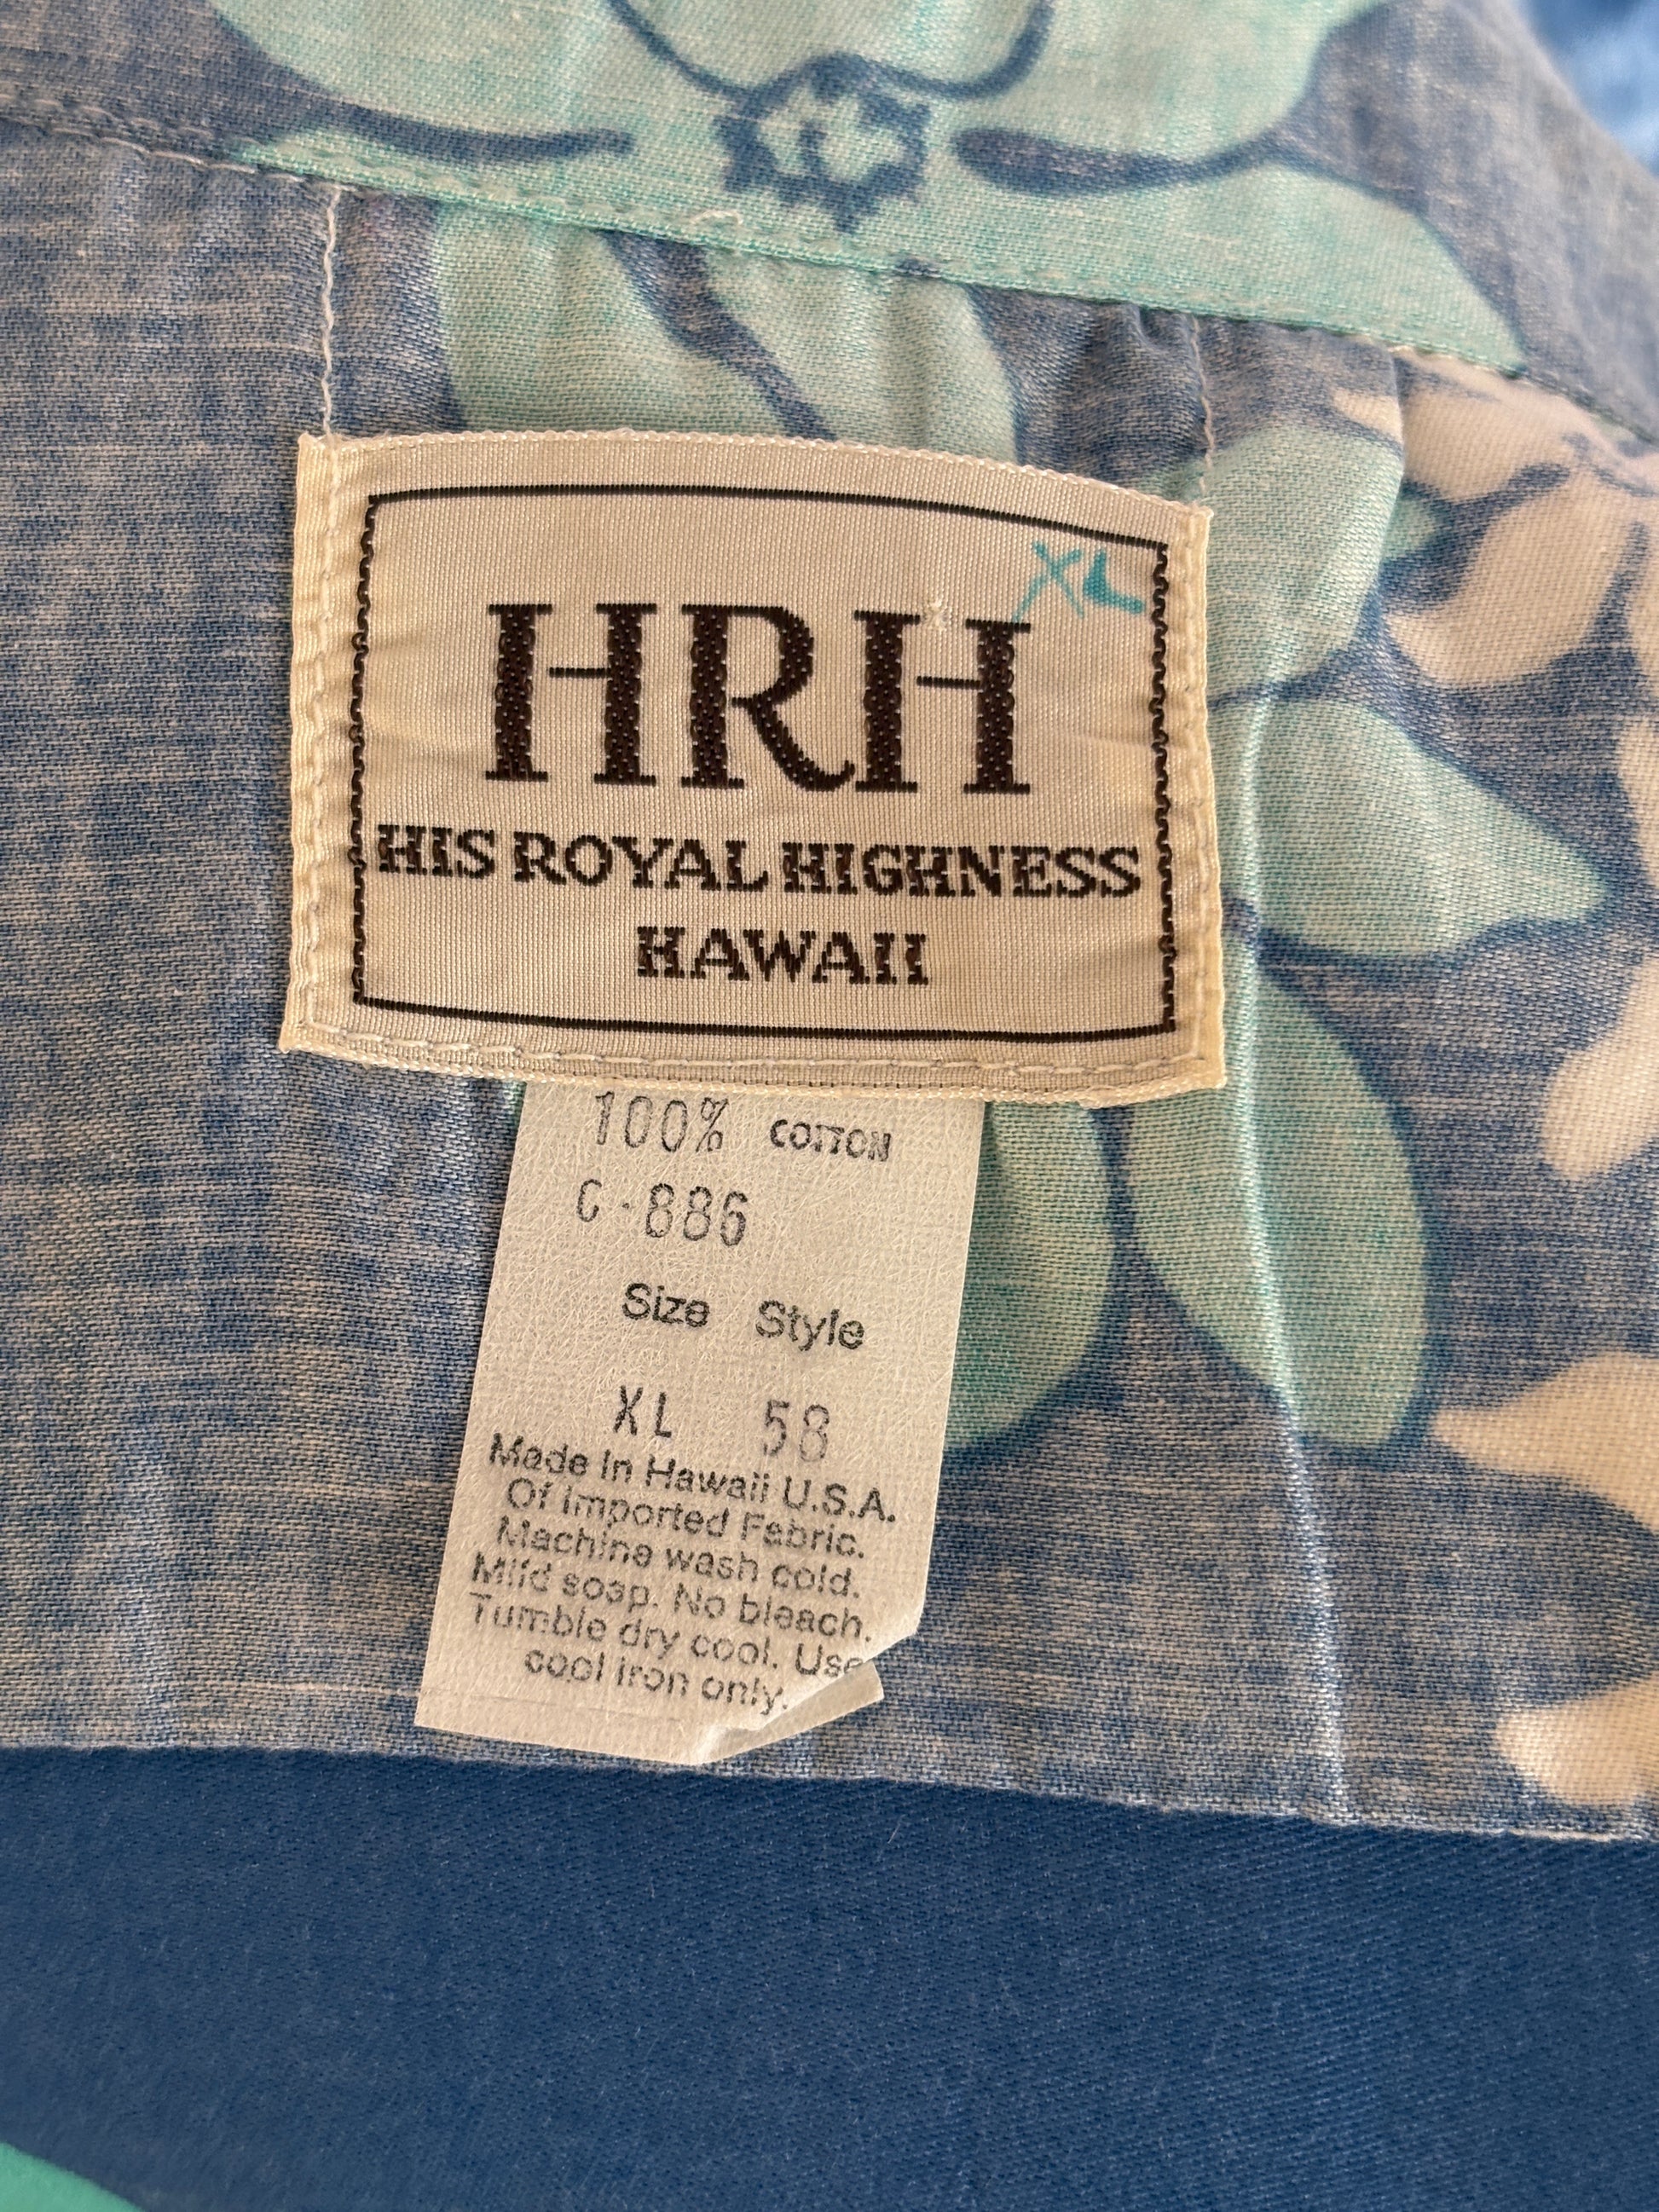 XL
HRH
HIS ROYAL HIGHNESS
HAWAII
100% COTTON
C-886
Size Style
XL 58
Made In Hawaii U.S.A.
Of Imported Fabric.
Machine wash cold.
Mild soap. No bleach.
Tumble dry cool. Use
cool iron only.